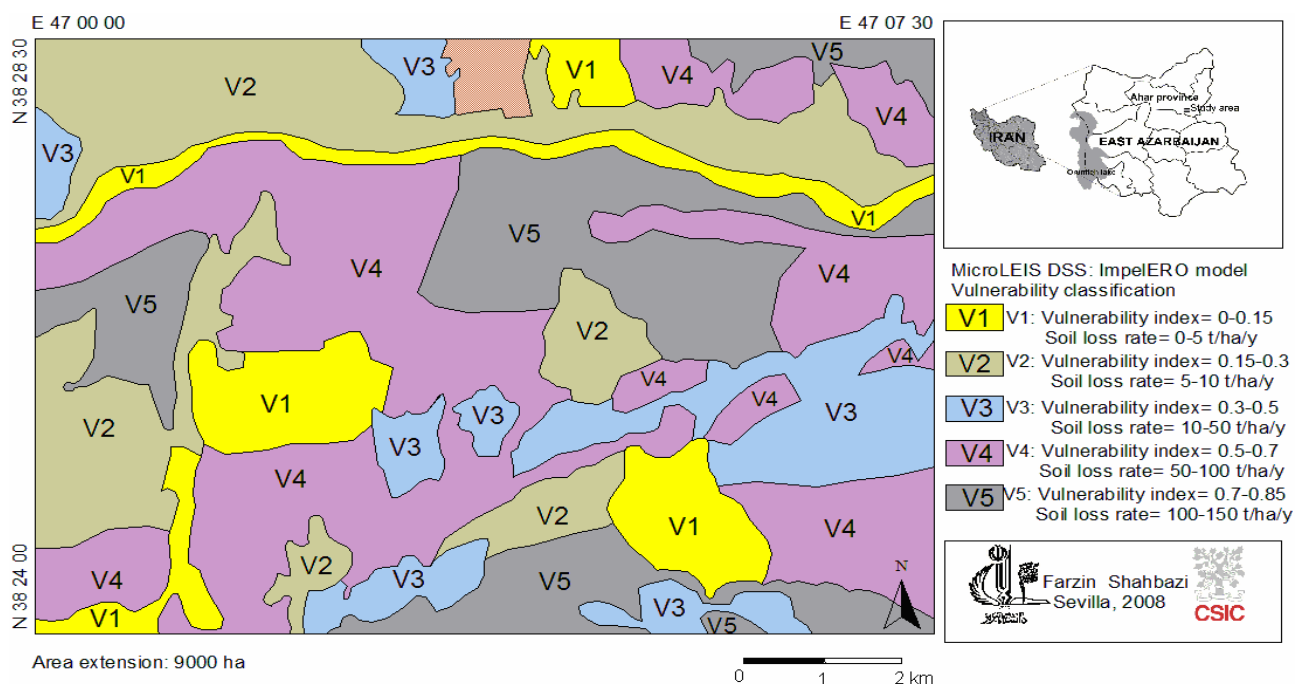 E 47 00 00
E 47 07 30
N 38 28 30
N 38 24 00
V2
V3
V1
V4
V5
V4
V3
V1
V1
V5
V4
V4
V5
V2
V4
V4
V1
V3
V4
V3
V2
V3
V4
V2
V1
V4
V4
V2
V3
V5
V1
V3
V5
N
Area extension: 9000 ha
0 1 2 km
Ahar province
Study area
IRAN
EAST AZARBAIJAN
MicroLEIS DSS: ImpelERO model
Vulnerability classification
V1 V1: Vulnerability index= 0-0.15
Soil loss rate= 0-5 t/ha/y
V2 V2: Vulnerability index= 0.15-0.3
Soil loss rate= 5-10 t/ha/y
V3 V3: Vulnerability index= 0.3-0.5
Soil loss rate= 10-50 t/ha/y
V4 V4: Vulnerability index= 0.5-0.7
Soil loss rate= 50-100 t/ha/y
V5 V5: Vulnerability index= 0.7-0.85
Soil loss rate= 100-150 t/ha/y
Farzin Shahbazi
Sevilla, 2008
CSIC